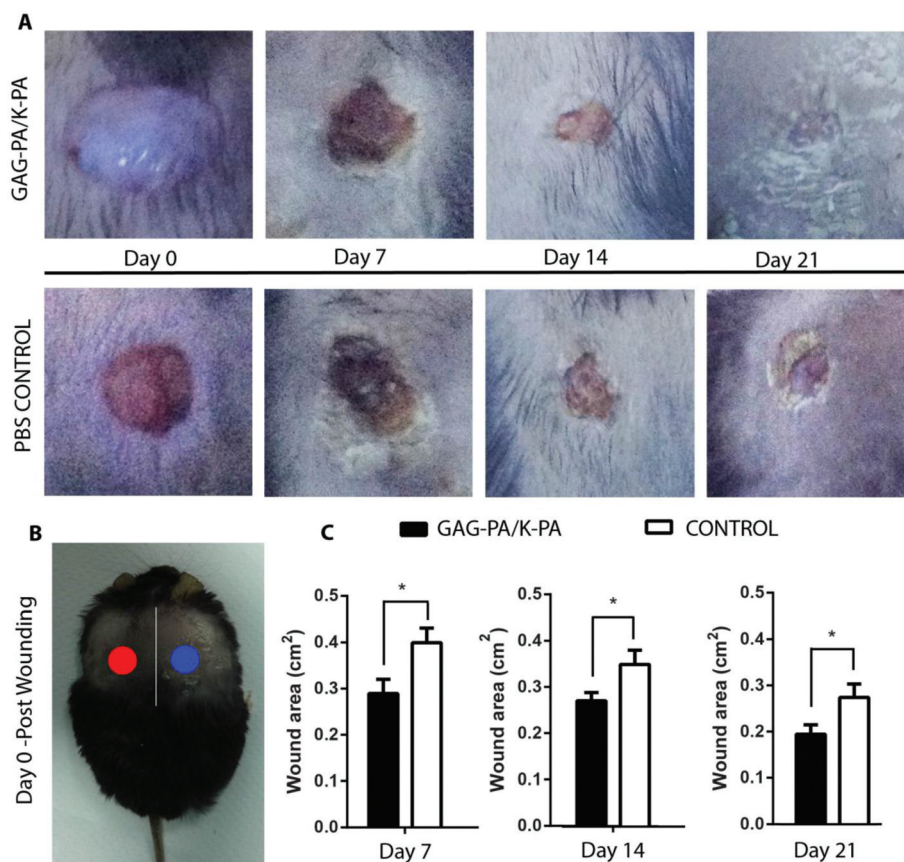 A
GAG-PA/K-PA
Day 0 Day 7 Day 14 Day 21
PBS CONTROL
B
Day 0 -Post Wounding
C
GAG-PA/K-PA CONTROL
Wound area (cm²)
0.5
0.4
0.3
0.2
0.1
0.0
*
Day 7
Wound area (cm²)
0.5
0.4
0.3
0.2
0.1
0.0
*
Day 14
Wound area (cm²)
0.5
0.4
0.3
0.2
0.1
0.0
*
Day 21